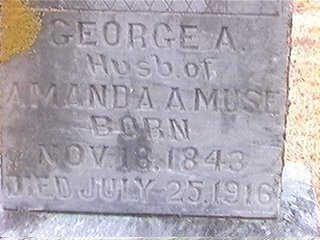 GEORGE A.
Husb. of
AMANDA A MUSE
BORN
NOV. 18, 1843
DIED JULY 25, 1916